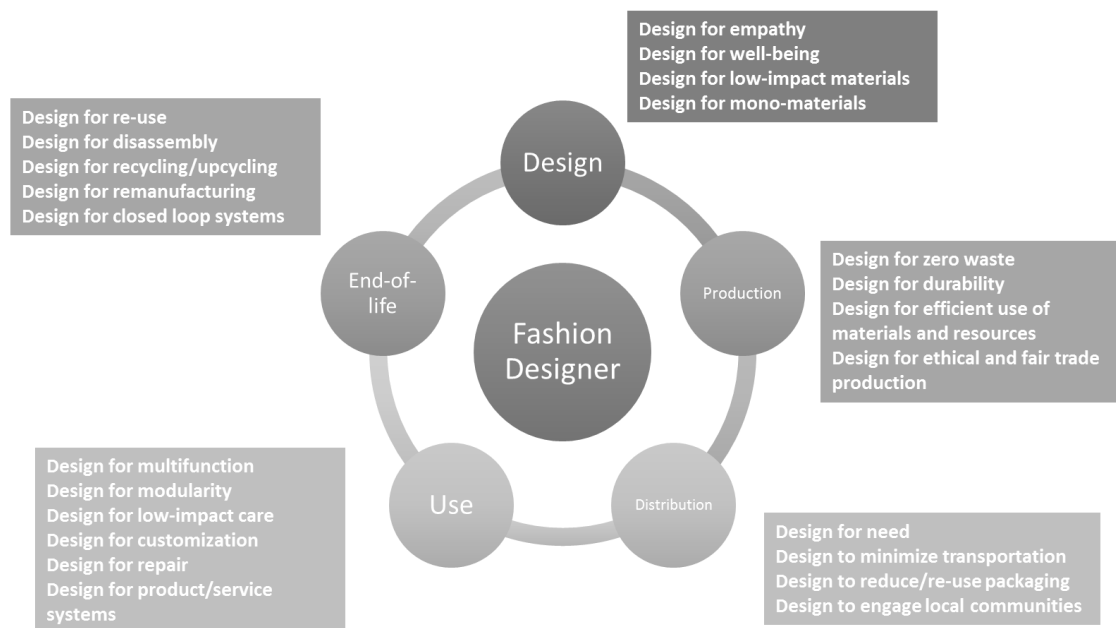 Design for empathy
Design for well-being
Design for low-impact materials
Design for mono-materials
Design
Design for re-use
Design for disassembly
Design for recycling/upcycling
Design for remanufacturing
Design for closed loop systems
End-of-
life
Production
Design for zero waste
Design for durability
Design for efficient use of
materials and resources
Design for ethical and fair trade
production
Fashion
Designer
Design for multifunction
Design for modularity
Design for low-impact care
Design for customization
Design for repair
Design for product/service
systems
Use
Distribution
Design for need
Design to minimize transportation
Design to reduce/re-use packaging
Design to engage local communities